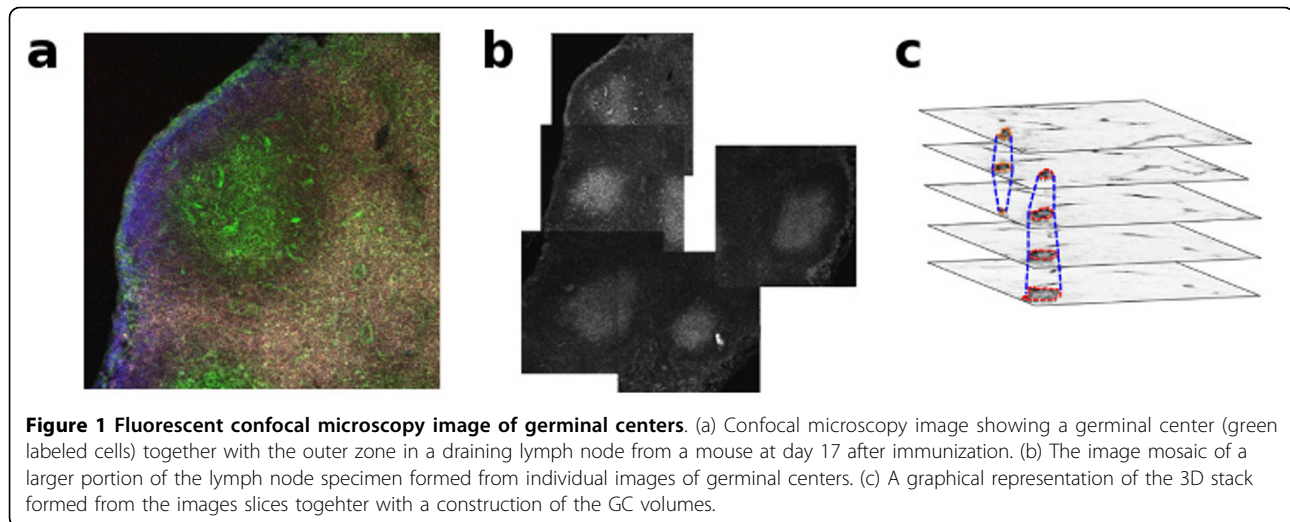 a
b
c
Figure 1 Fluorescent confocal microscopy image of germinal centers. (a) Confocal microscopy image showing a germinal center (green
labeled cells) together with the outer zone in a draining lymph node from a mouse at day 17 after immunization. (b) The image mosaic of a
larger portion of the lymph node specimen formed from individual images of germinal centers. (c) A graphical representation of the 3D stack
formed from the images slices togehter with a construction of the GC volumes.